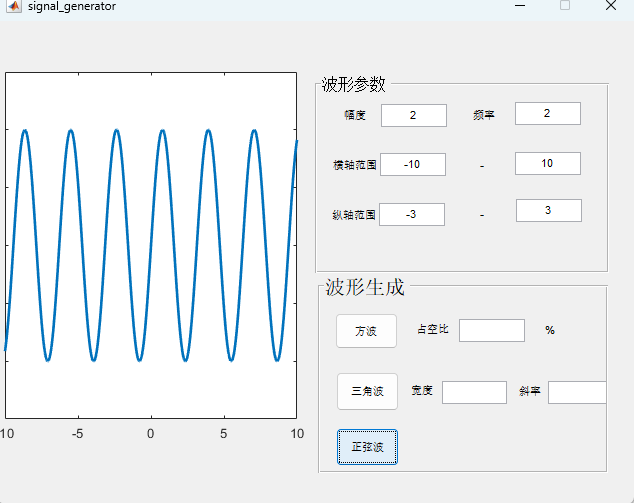 signal_generator
波形参数
幅度 2 频率 2
横轴范围 -10 - 10
纵轴范围 -3 - 3
波形生成
方波 占空比 %
三角波 宽度 斜率
正弦波
10 -5 0 5 10